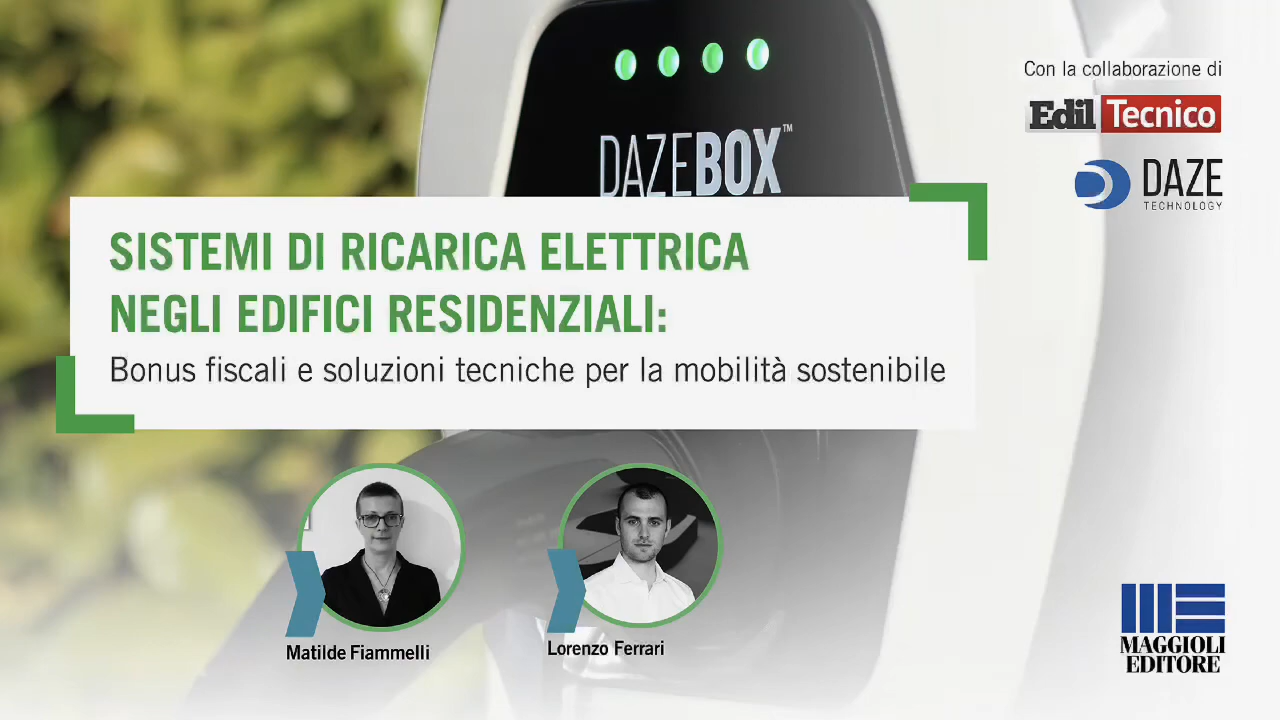 DAZEBOX™
Con la collaborazione di
Edil Tecnico
DAZE
TECHNOLOGY
SISTEMI DI RICARICA ELETTRICA
NEGLI EDIFICI RESIDENZIALI:
Bonus fiscali e soluzioni tecniche per la mobilità sostenibile
Matilde Fiammelli
Lorenzo Ferrari
MAGGIOLI
EDITORE